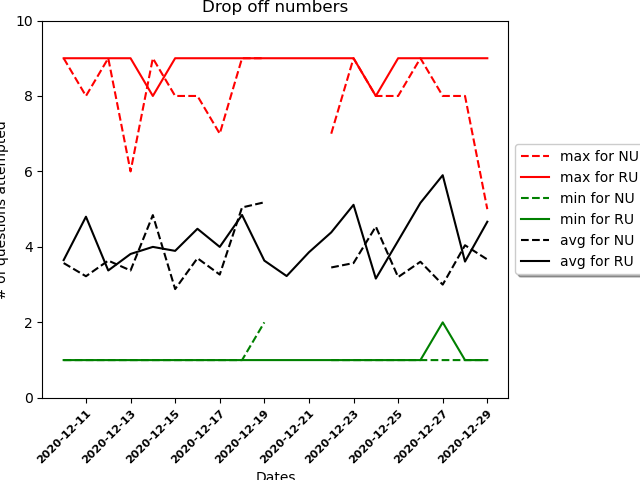 Drop off numbers
10
8
6
4
2
0
# of questions attempted
2020-12-11
2020-12-13
2020-12-15
2020-12-17
2020-12-19
2020-12-21
2020-12-23
2020-12-25
2020-12-27
2020-12-29
Dates
max for NU
max for RU
min for NU
min for RU
avg for NU
avg for RU